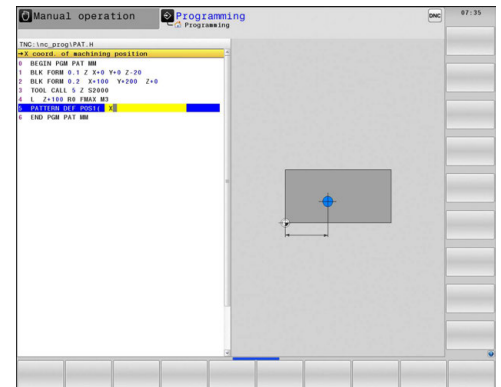 Manual operation
Programming
Programming
DNC
07:35
TNC:\nc_prog\PAT.H
→X coord. of machining position
0 BEGIN PGM PAT MM
1 BLK FORM 0.1 Z X+0 Y+0 Z-20
2 BLK FORM 0.2 X+100 Y+200 Z+0
3 TOOL CALL 5 Z S2000
4 L Z+100 R0 FMAX M3
5 PATTERN DEF POS1( X
6 END PGM PAT MM